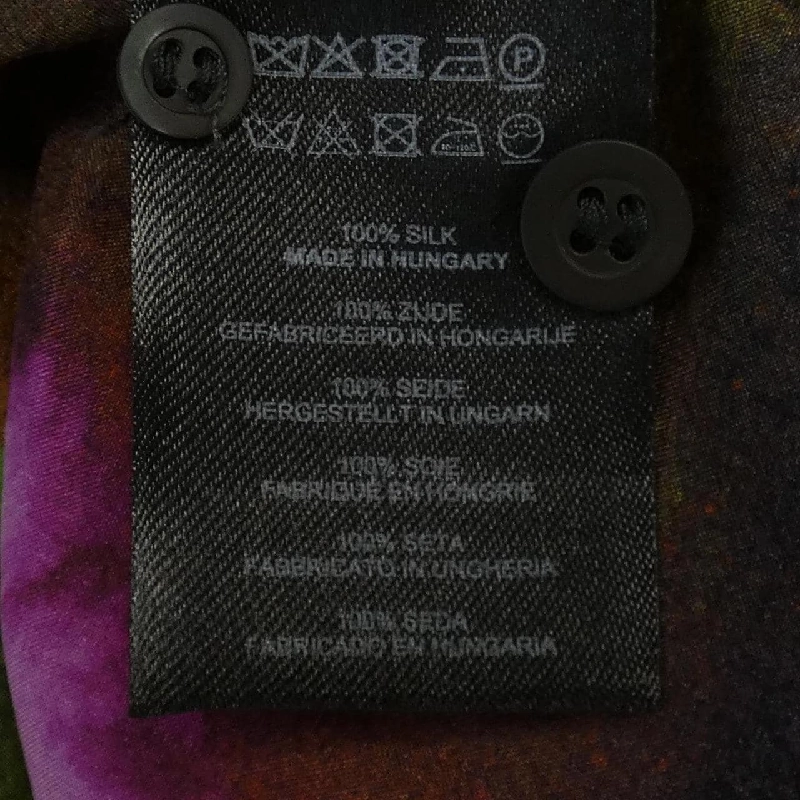 P
100% SILK
MADE IN HUNGARY
100% ZIJDE
GEFABRICEERD IN HONGARIJE
100% SEIDE
HERGESTELLT IN UNGARN
100% SOIE
FABRIQUE EN HONGRIE
100% SETA
FABBRICATO IN UNGHERIA
100% SEDA
FABRICADO EN HUNGARIA